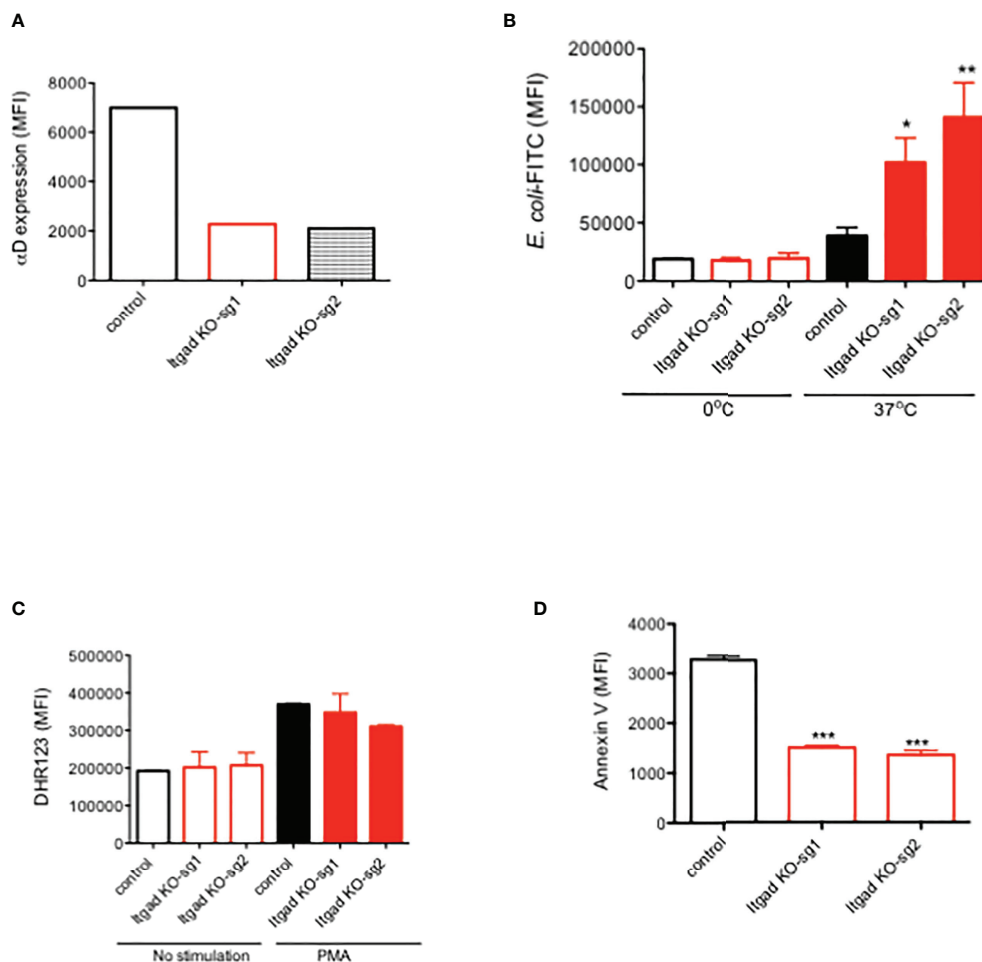 A
αD expression (MFI)
8000
6000
4000
2000
0
control
Itgad KO-sg1
Itgad KO-sg2
B
E. coli-FITC (MFI)
200000
150000
100000
50000
0
*
**
control
Itgad KO-sg1
Itgad KO-sg2
control
Itgad KO-sg1
Itgad KO-sg2
0°C
37°C
C
DHR123 (MFI)
500000
400000
300000
200000
100000
0
control
Itgad KO-sg1
Itgad KO-sg2
control
Itgad KO-sg1
Itgad KO-sg2
No stimulation
PMA
D
Annexin V (MFI)
4000
3000
2000
1000
0
***
***
control
Itgad KO-sg1
Itgad KO-sg2